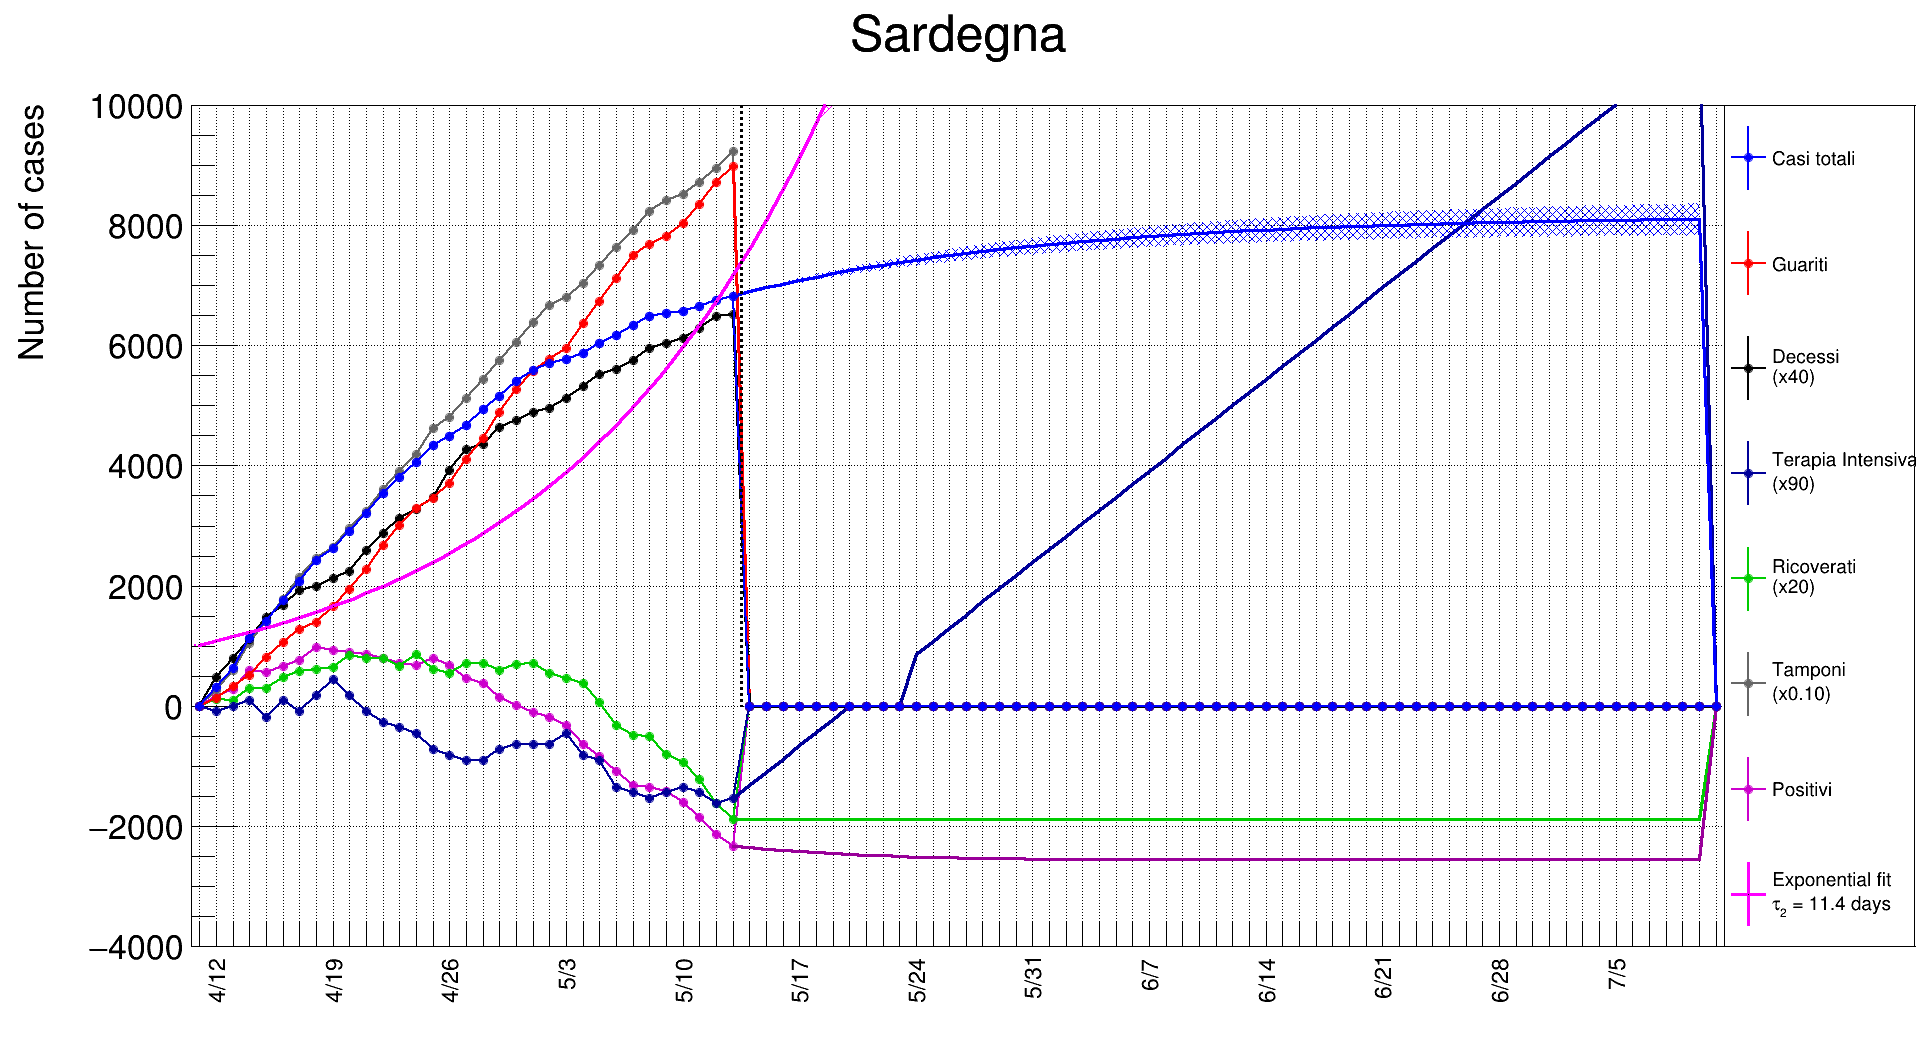 Sardegna
Number of cases
10000
8000
6000
4000
2000
0
−2000
−4000
4/12
4/19
4/26
5/3
5/10
5/17
5/24
5/31
6/7
6/14
6/21
6/28
7/5
Casi totali
Guariti
Decessi
(x40)
Terapia Intensiva
(x90)
Ricoverati
(x20)
Tamponi
(x0.10)
Positivi
Exponential fit
τ2 = 11.4 days